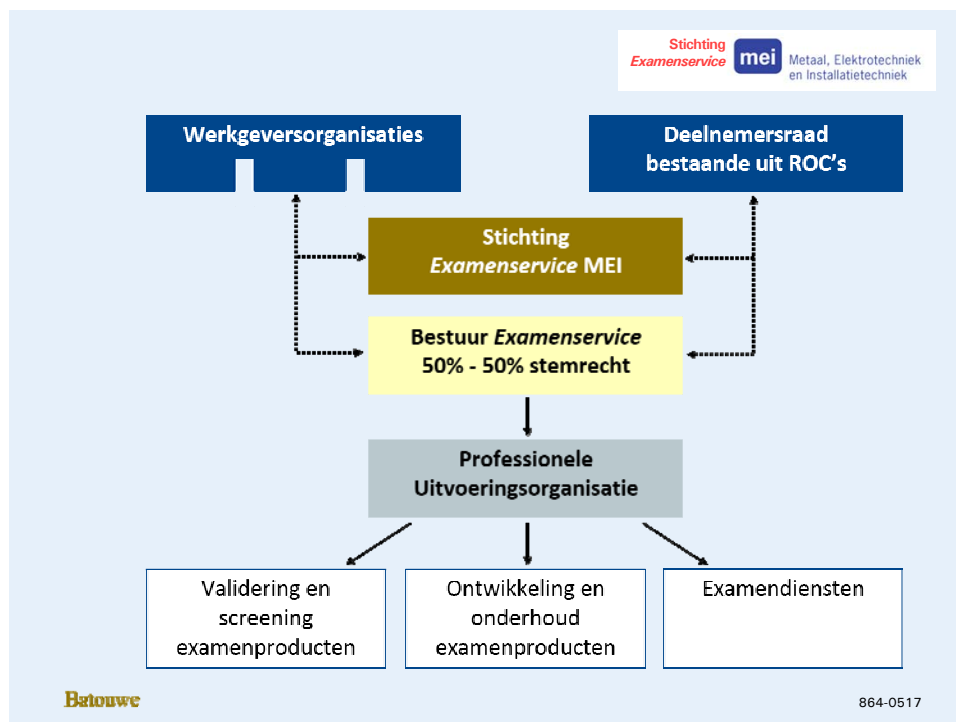 Stichting
Examenservice
mei
Metaal, Elektrotechniek
en Installatietechniek
Werkgeversorganisaties
Deelnemersraad
bestaande uit ROC’s
Stichting
Examenservice MEI
Bestuur Examenservice
50% - 50% stemrecht
Professionele
Uitvoeringsorganisatie
Validering en
screening
examenproducten
Ontwikkeling en
onderhoud
examenproducten
Examendiensten
Batouwe
864-0517